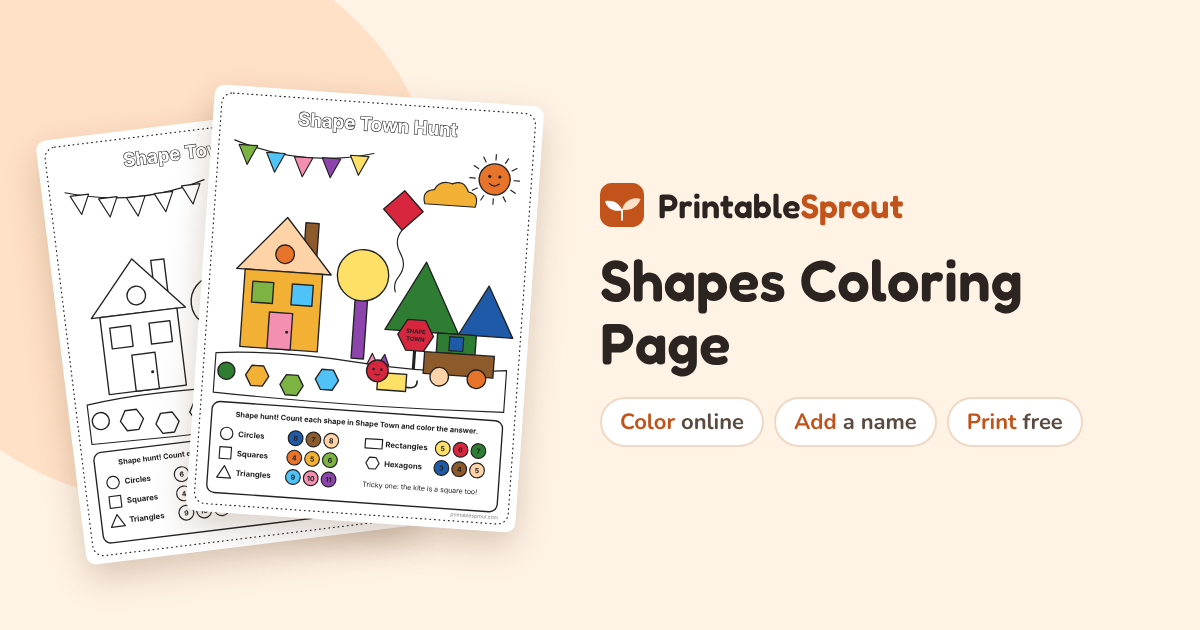 Shape Town Hunt
SHAPE
TOWN
Shape hunt! Count each shape in Shape Town and color the answer.
Circles 6 7 8
Squares 4 5 6
Triangles 9 10 11
Rectangles 5 6 7
Hexagons 3 4 5
Tricky one: the kite is a square too!
printablesprout.com
Shape Tow
Shape hunt! Count e
Circles 6
Squares 4
Triangles 9
PrintableSprout
Shapes Coloring
Page
Color online
Add a name
Print free